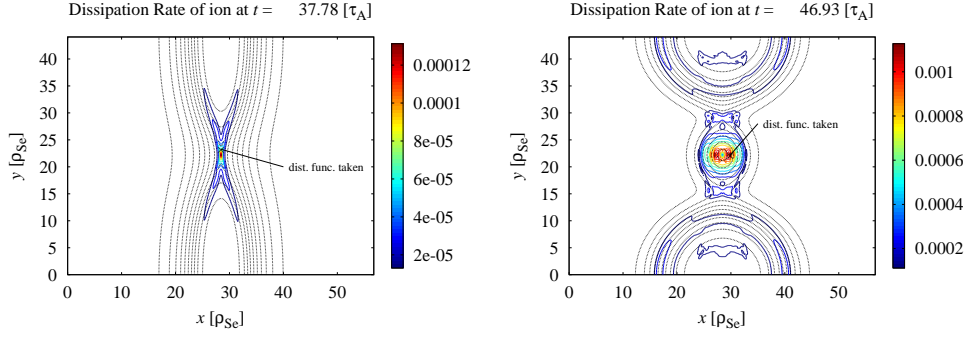 Dissipation Rate of ion at t = 37.78 [τA]
40
35
30
25
20
15
10
5
0
y [ρSe]
dist. func. taken
0.00012
0.0001
8e-05
6e-05
4e-05
2e-05
0 10 20 30 40 50
x [ρSe]
Dissipation Rate of ion at t = 46.93 [τA]
40
35
30
25
20
15
10
5
0
y [ρSe]
dist. func. taken
0.001
0.0008
0.0006
0.0004
0.0002
0 10 20 30 40 50
x [ρSe]